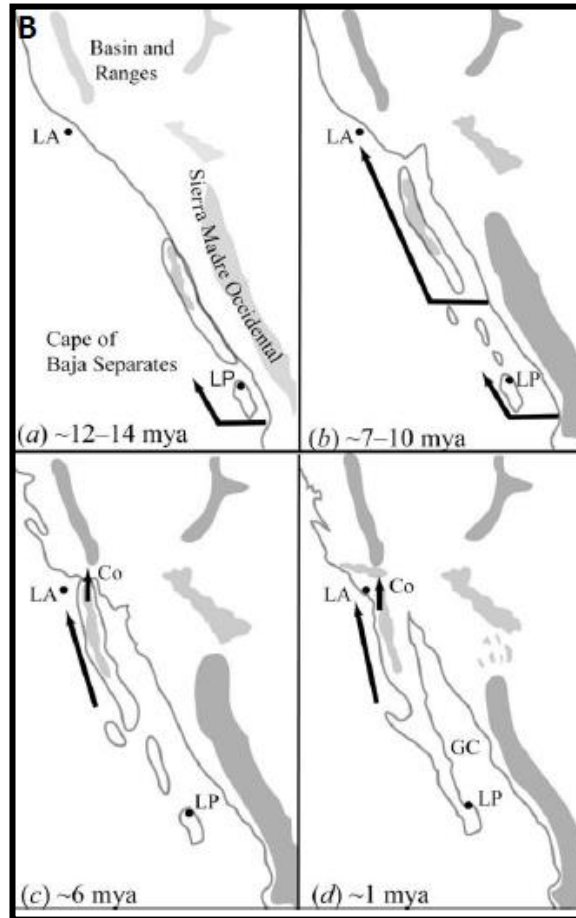 B
Basin and
Ranges
LA
Sierra Madre Occidental
Cape of
Baja Separates
LP
(a) ~12–14 mya
LA
LP
(b) ~7–10 mya
Co
LA
LP
(c) ~6 mya
Co
LA
GC
LP
(d) ~1 mya